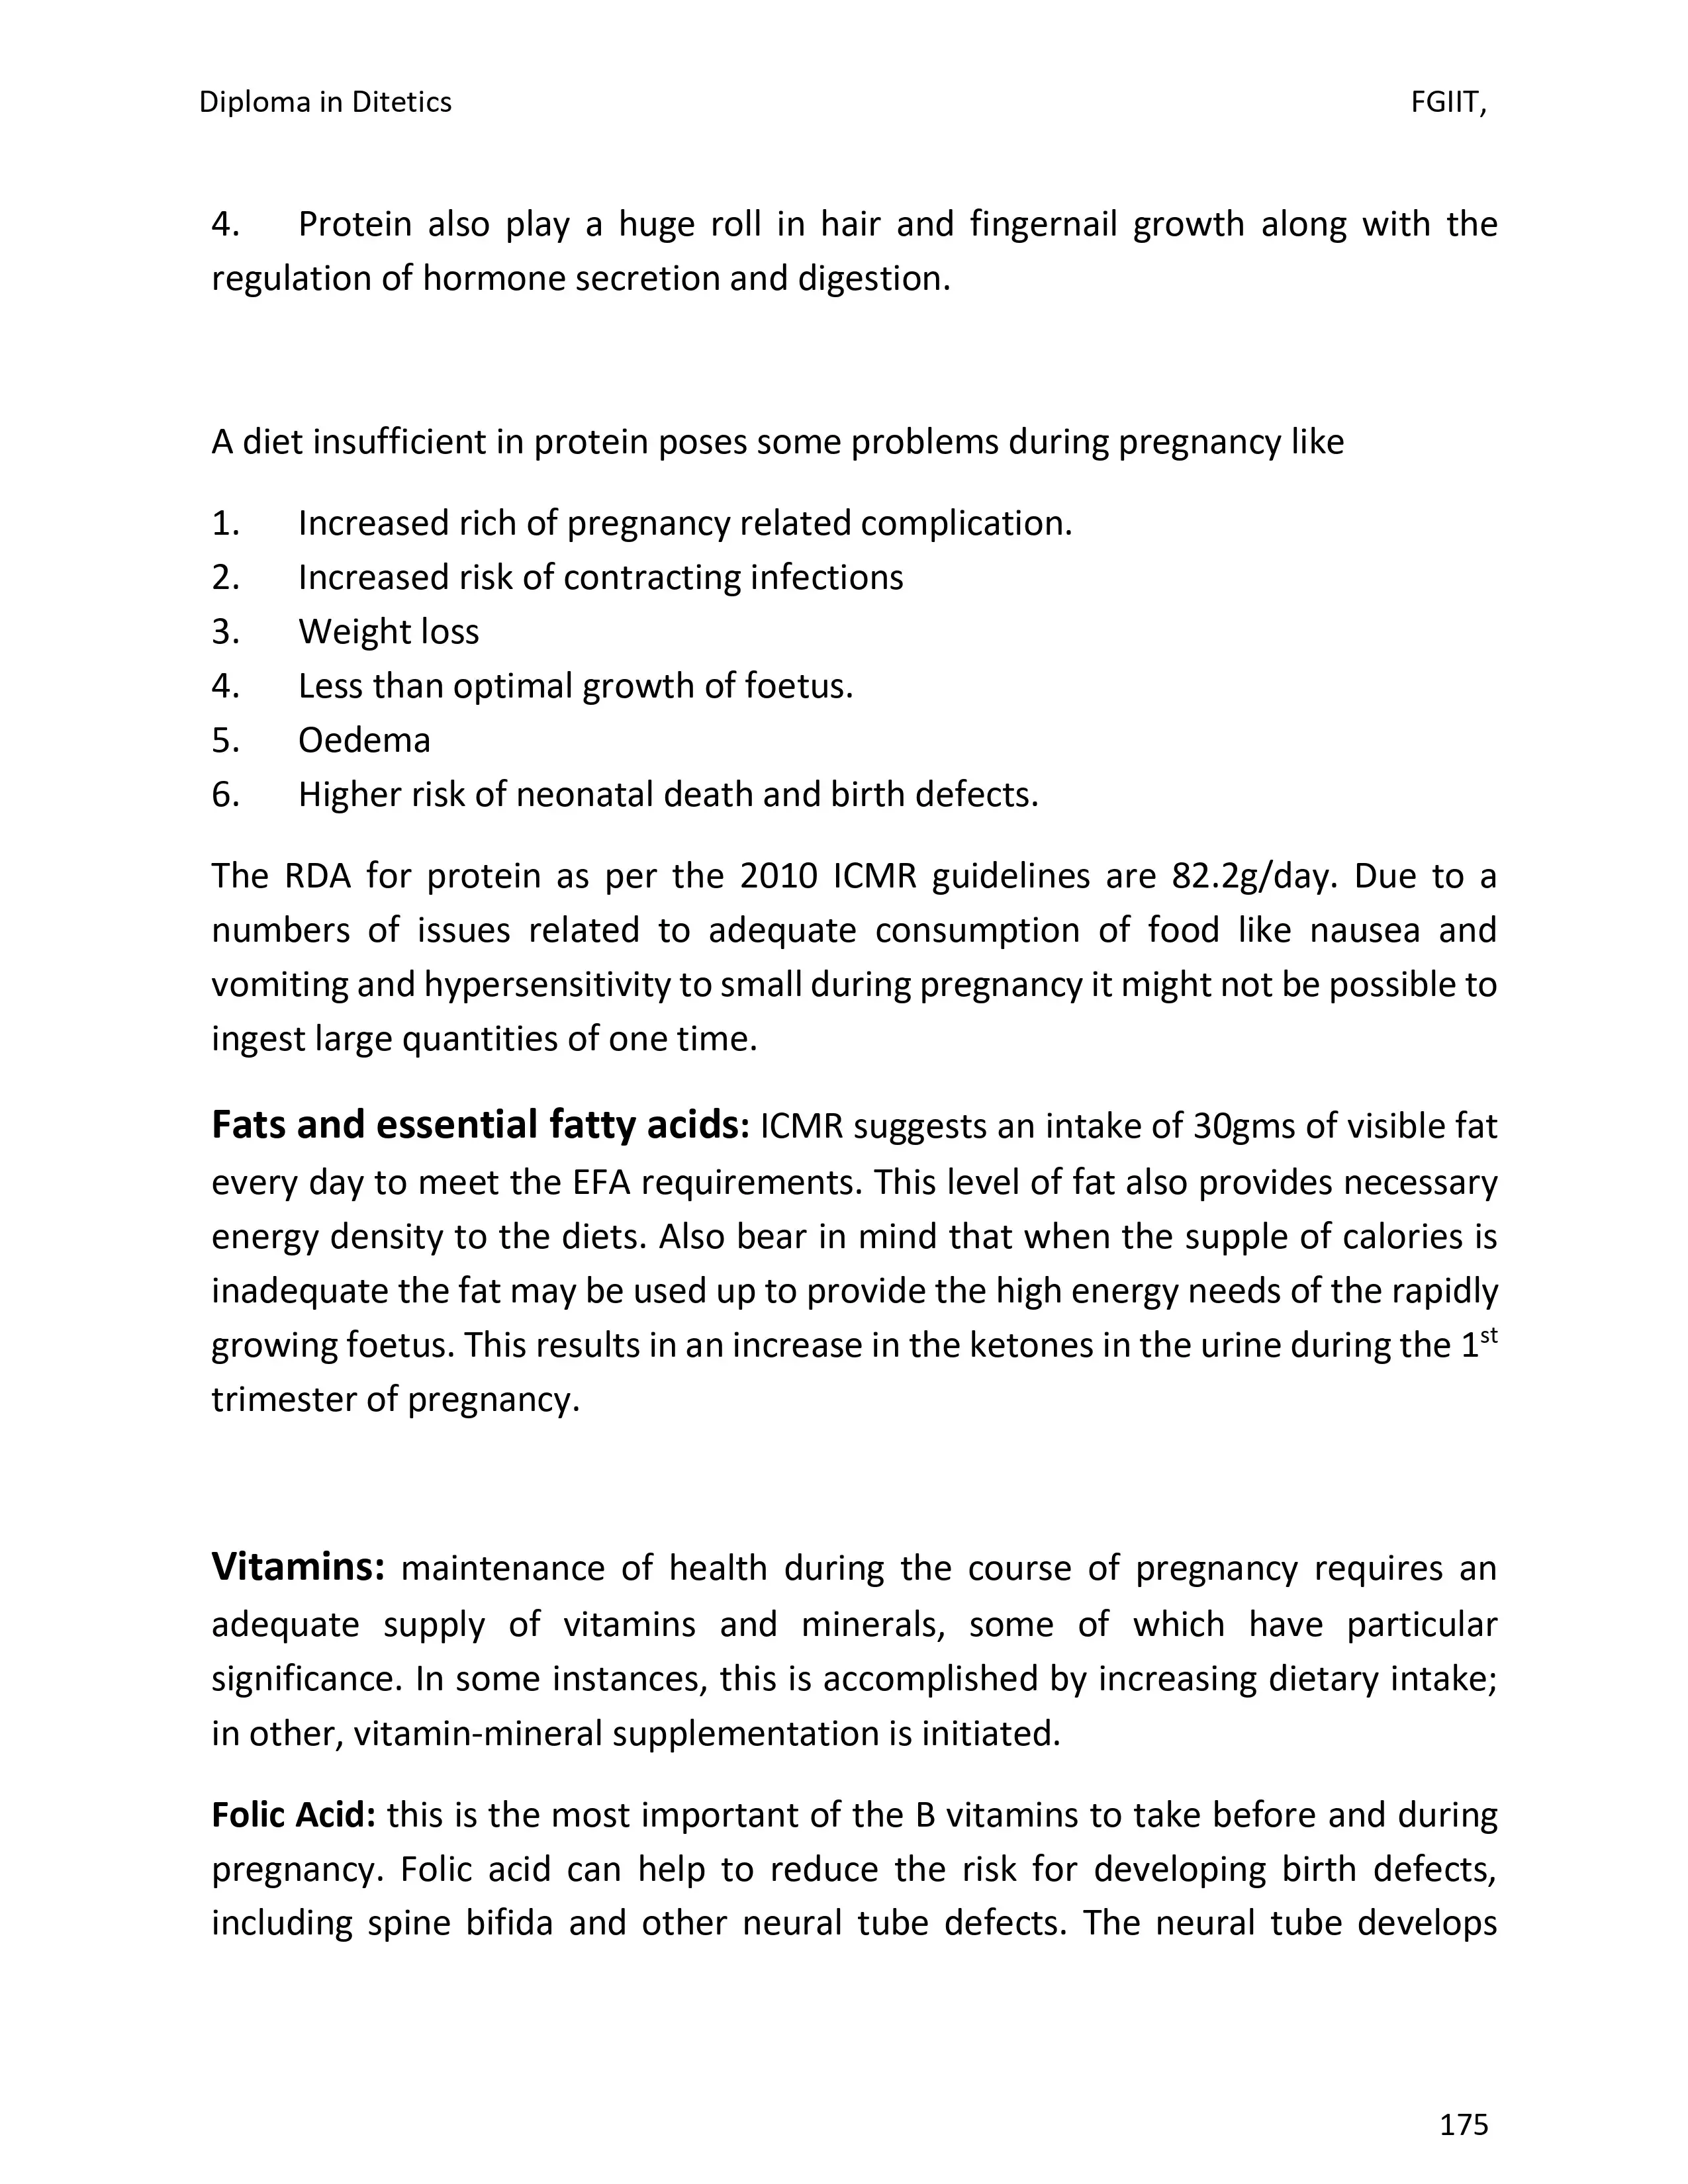 Diploma in Ditetics FGIIT,
4. Protein also play a huge roll in hair and fingernail growth along with the
regulation of hormone secretion and digestion.
A diet insufficient in protein poses some problems during pregnancy like
1. Increased rich of pregnancy related complication.
2. Increased risk of contracting infections
3. Weight loss
4. Less than optimal growth of foetus.
5. Oedema
6. Higher risk of neonatal death and birth defects.
The RDA for protein as per the 2010 ICMR guidelines are 82.2g/day. Due to a
numbers of issues related to adequate consumption of food like nausea and
vomiting and hypersensitivity to small during pregnancy it might not be possible to
ingest large quantities of one time.
Fats and essential fatty acids: ICMR suggests an intake of 30gms of visible fat
every day to meet the EFA requirements. This level of fat also provides necessary
energy density to the diets. Also bear in mind that when the supple of calories is
inadequate the fat may be used up to provide the high energy needs of the rapidly
growing foetus. This results in an increase in the ketones in the urine during the 1st
trimester of pregnancy.
Vitamins: maintenance of health during the course of pregnancy requires an
adequate supply of vitamins and minerals, some of which have particular
significance. In some instances, this is accomplished by increasing dietary intake;
in other, vitamin-mineral supplementation is initiated.
Folic Acid: this is the most important of the B vitamins to take before and during
pregnancy. Folic acid can help to reduce the risk for developing birth defects,
including spine bifida and other neural tube defects. The neural tube develops
175